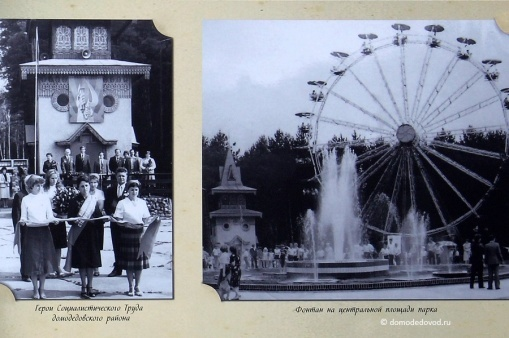 Герои Социалистического Труда
домодедовского района
Фонтан на центральной площади парка
© domodedovod.ru